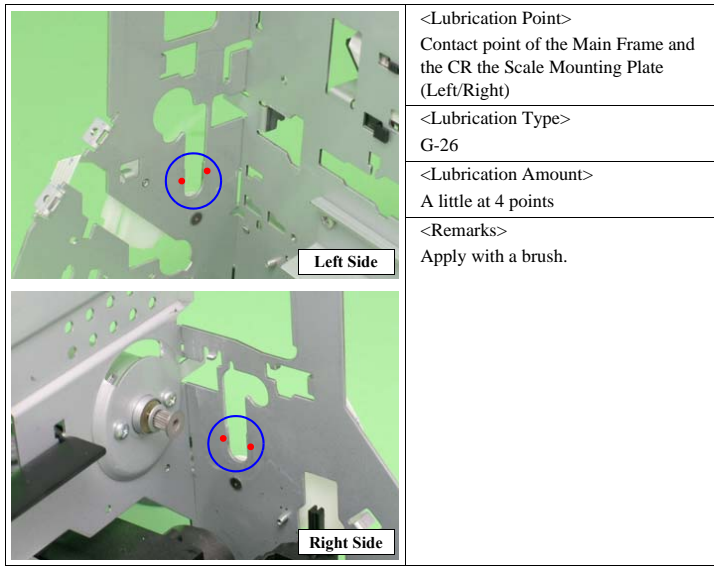 Left Side
Right Side
<Lubrication Point>
Contact point of the Main Frame and
the CR the Scale Mounting Plate
(Left/Right)
<Lubrication Type>
G-26
<Lubrication Amount>
A little at 4 points
<Remarks>
Apply with a brush.